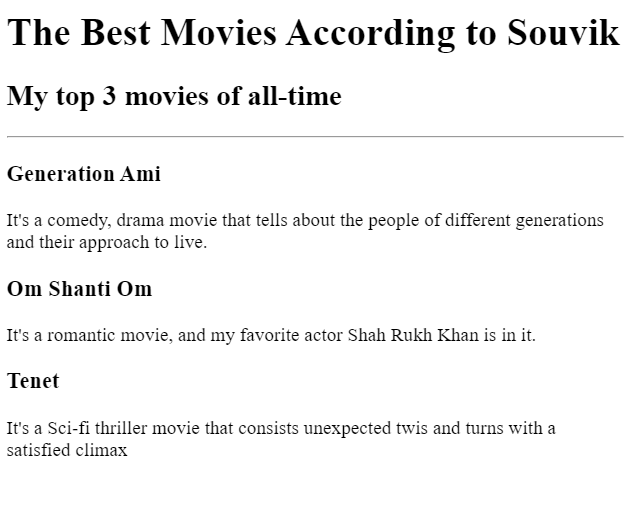 The Best Movies According to Souvik
My top 3 movies of all-time
Generation Ami
It's a comedy, drama movie that tells about the people of different generations
and their approach to live.
Om Shanti Om
It's a romantic movie, and my favorite actor Shah Rukh Khan is in it.
Tenet
It's a Sci-fi thriller movie that consists unexpected twis and turns with a
satisfied climax